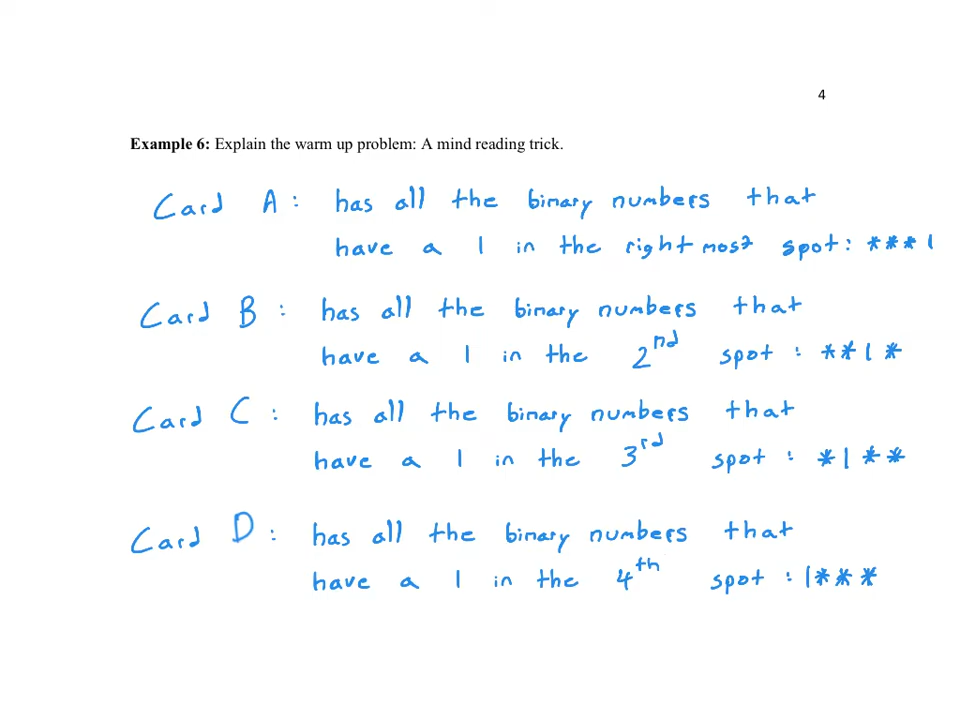 4
Example 6: Explain the warm up problem: A mind reading trick.
Card A: has all the binary numbers that
have a 1 in the right most spot: ***1
Card B: has all the binary numbers that
have a 1 in the 2nd spot: **1*
Card C: has all the binary numbers that
have a 1 in the 3rd spot: *1**
Card D: has all the binary numbers that
have a 1 in the 4th spot: 1***